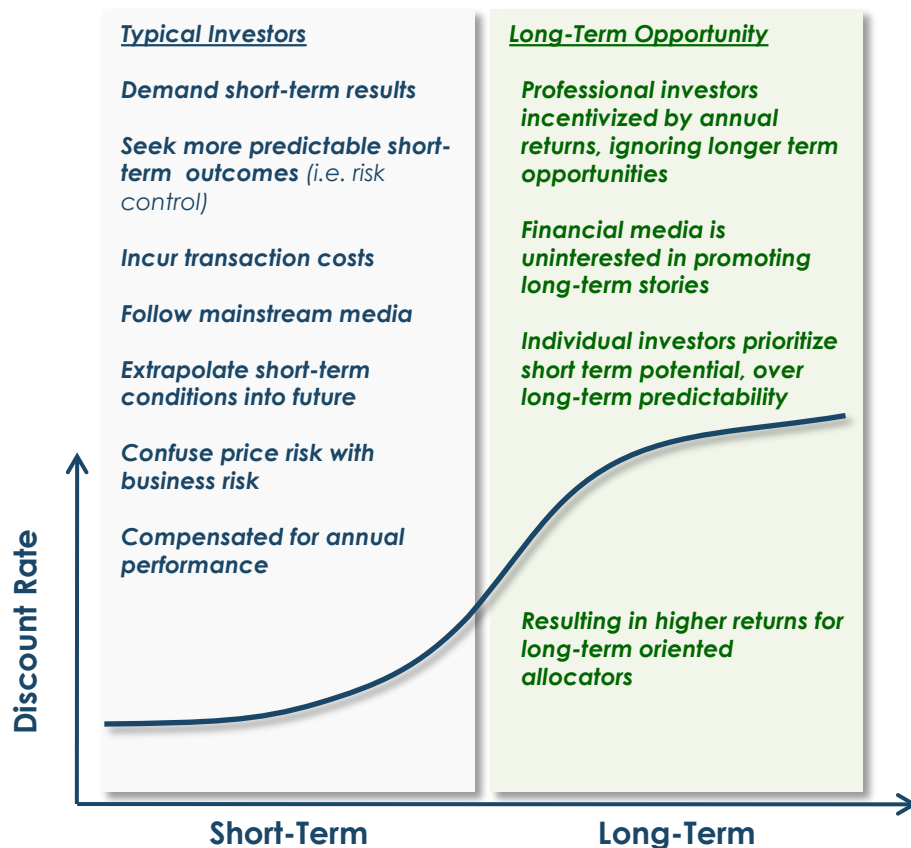 Typical Investors
Demand short-term results
Seek more predictable short-
term outcomes (i.e. risk
control)
Incur transaction costs
Follow mainstream media
Extrapolate short-term
conditions into future
Confuse price risk with
business risk
Compensated for annual
performance
Long-Term Opportunity
Professional investors
incentivized by annual
returns, ignoring longer term
opportunities
Financial media is
uninterested in promoting
long-term stories
Individual investors prioritize
short term potential, over
long-term predictability
Resulting in higher returns for
long-term oriented
allocators
Discount Rate
Short-Term
Long-Term